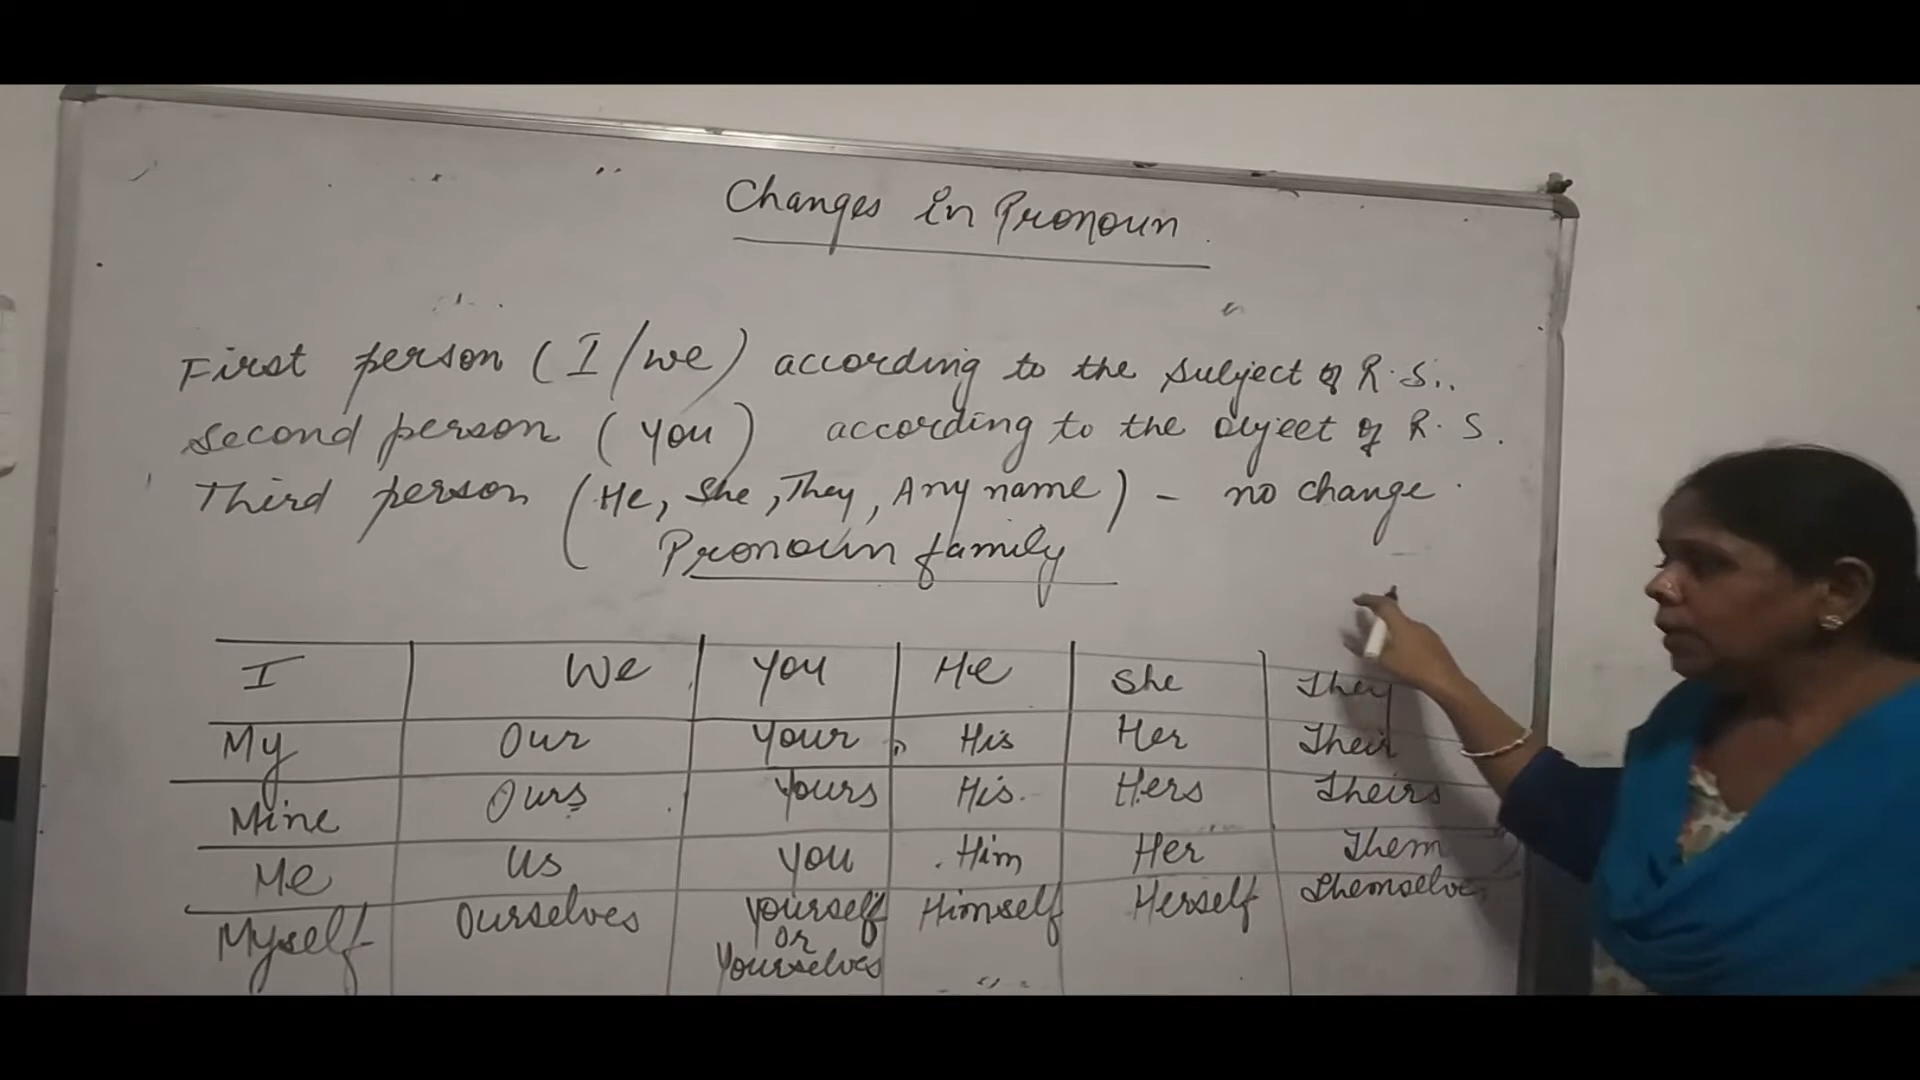 Changes in Pronoun
First person (I/we) according to the subject of R.S..
second person (you) according to the object of R.S.
Third person (He, She, They, Any name) - no change.
Pronoun family
I We you He She They
My Our Your His Her Their
Mine Ours yours His. Hers Theirs
Me us you Him Her Them
Myself Ourselves yourself Himself Herself Themselve
or
yourselves